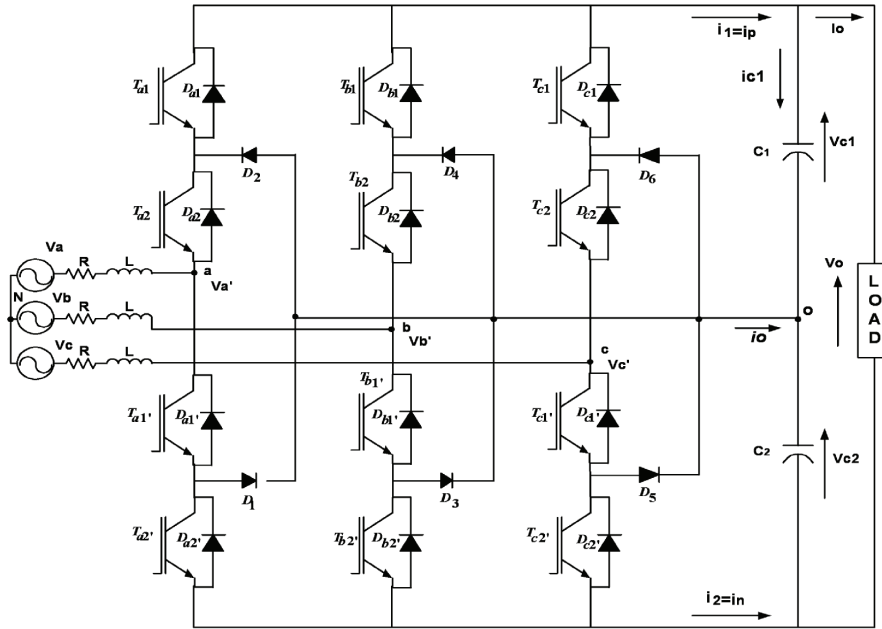 i1=ip
Io
ic1
Ta1
Da1
Tb1
Db1
Tc1
Dc1
C1
Vc1
D2
D4
D6
Ta2
Da2
Tb2
Db2
Tc2
Dc2
Va
R
L
a
Va'
N
Vb
R
L
b
Vb'
Vc
R
L
c
Vc'
o
io
Vo
LOAD
Ta1'
Da1'
Tb1'
Db1'
Tc1'
Dc1'
C2
Vc2
D1
D3
D5
Ta2'
Da2'
Tb2'
Db2'
Tc2'
Dc2'
i2=in